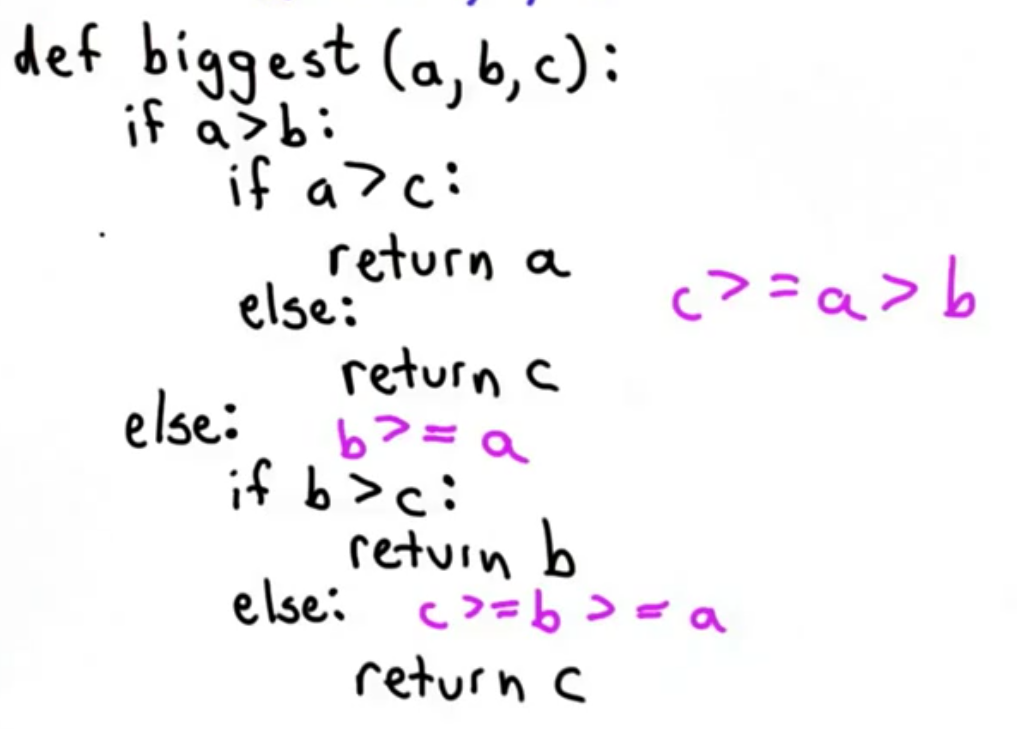 def biggest (a, b, c):
if a>b:
if a>c:
return a
else:
c>=a>b
return c
else: b>=a
if b>c:
return b
else: c>=b>=a
return c